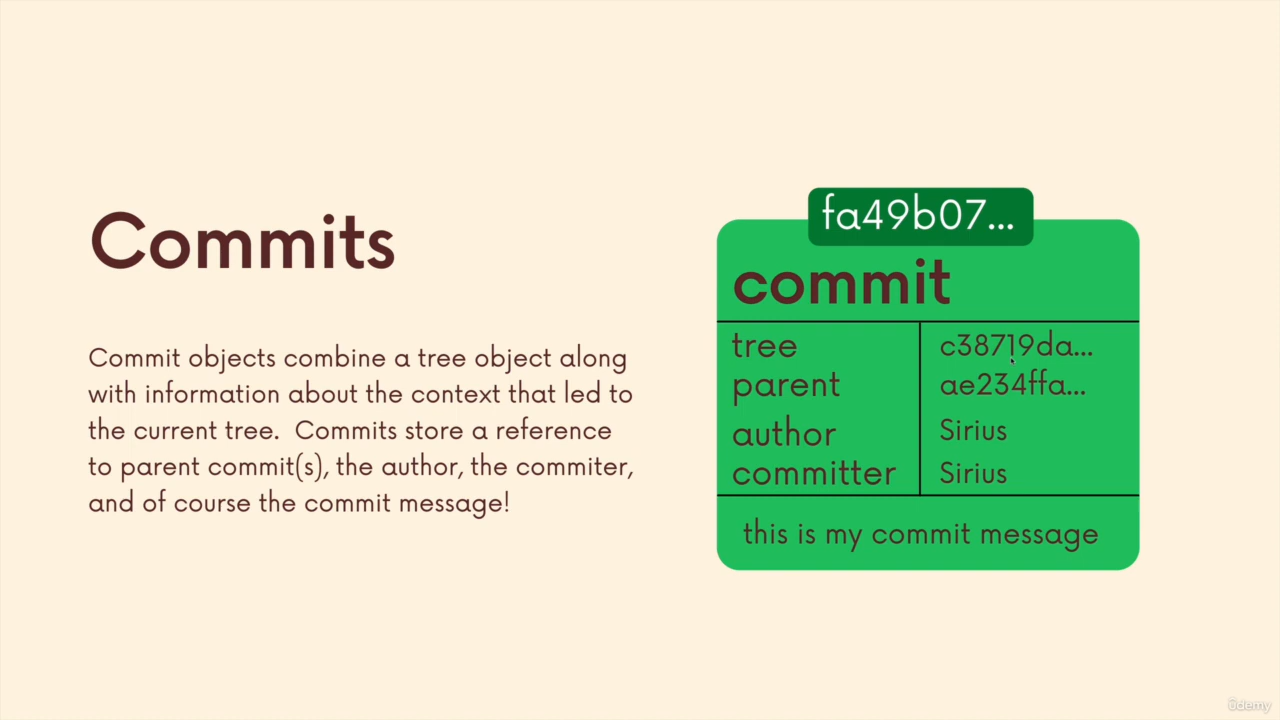 Commits
Commit objects combine a tree object along
with information about the context that led to
the current tree.  Commits store a reference
to parent commit(s), the author, the commiter,
and of course the commit message!
fa49b07...
commit
tree c38719da...
parent ae234ffa...
author Sirius
committer Sirius
this is my commit message
ûdemy